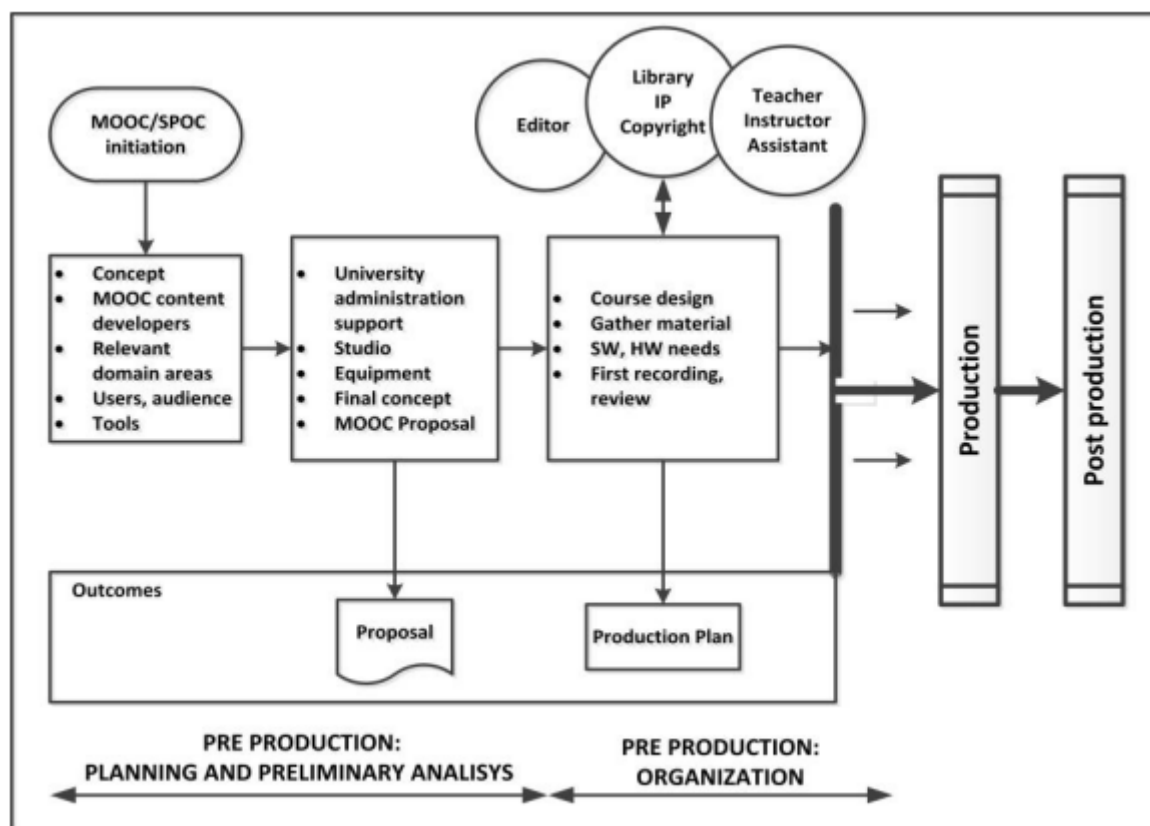 MOOC/SPOC
initiation
Editor
Library
IP
Copyright
Teacher
Instructor
Assistant
• Concept
• MOOC content
developers
• Relevant
domain areas
• Users, audience
• Tools
• University
administration
support
• Studio
• Equipment
• Final concept
• MOOC Proposal
• Course design
• Gather material
• SW, HW needs
• First recording,
review
Production
Post production
Outcomes
Proposal
Production Plan
PRE PRODUCTION:
PLANNING AND PRELIMINARY ANALISYS
PRE PRODUCTION:
ORGANIZATION